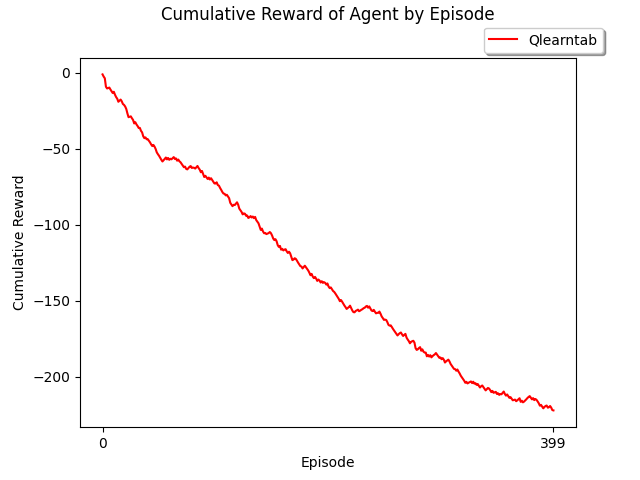 Cumulative Reward of Agent by Episode
Qlearntab
0
−50
−100
−150
−200
Cumulative Reward
0
399
Episode